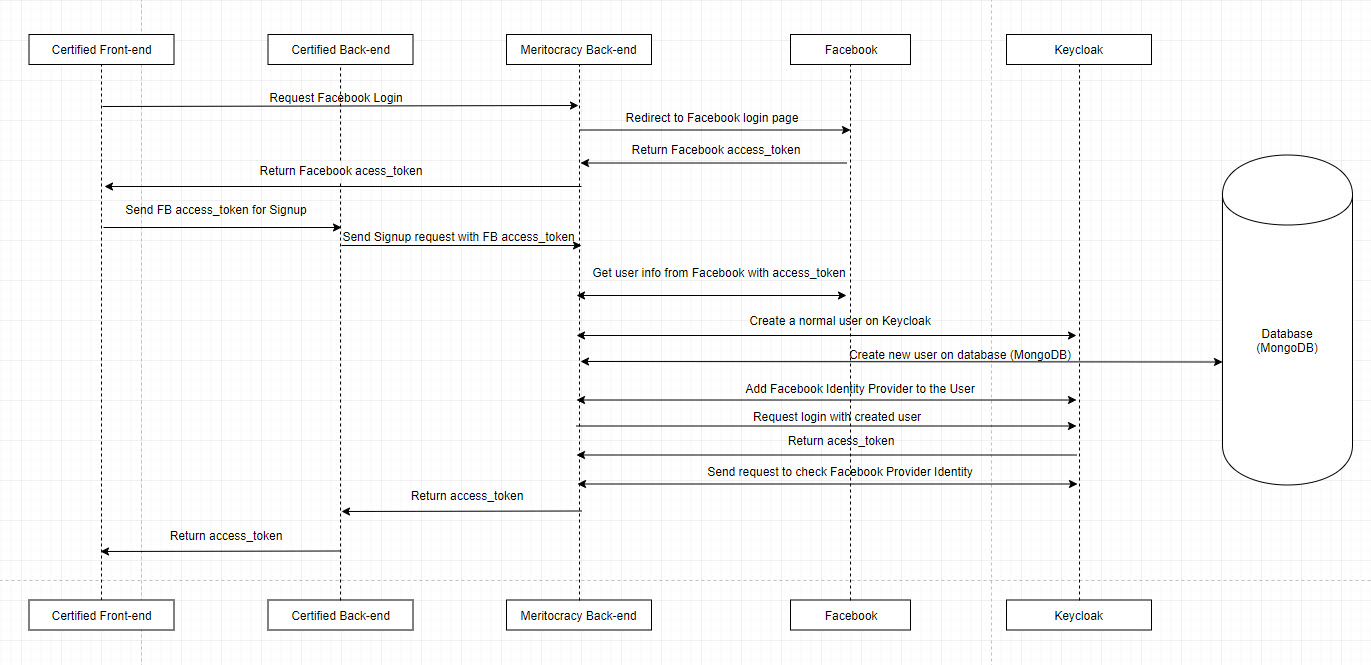 Certified Front-end
Certified Back-end
Meritocracy Back-end
Facebook
Keycloak
Request Facebook Login
Redirect to Facebook login page
Return Facebook access_token
Return Facebook acess_token
Send FB access_token for Signup
Send Signup request with FB access_token
Get user info from Facebook with access_token
Create a normal user on Keycloak
Database
(MongoDB)
Create new user on database (MongoDB)
Add Facebook Identity Provider to the User
Request login with created user
Return acess_token
Send request to check Facebook Provider Identity
Return access_token
Return access_token
Certified Front-end
Certified Back-end
Meritocracy Back-end
Facebook
Keycloak